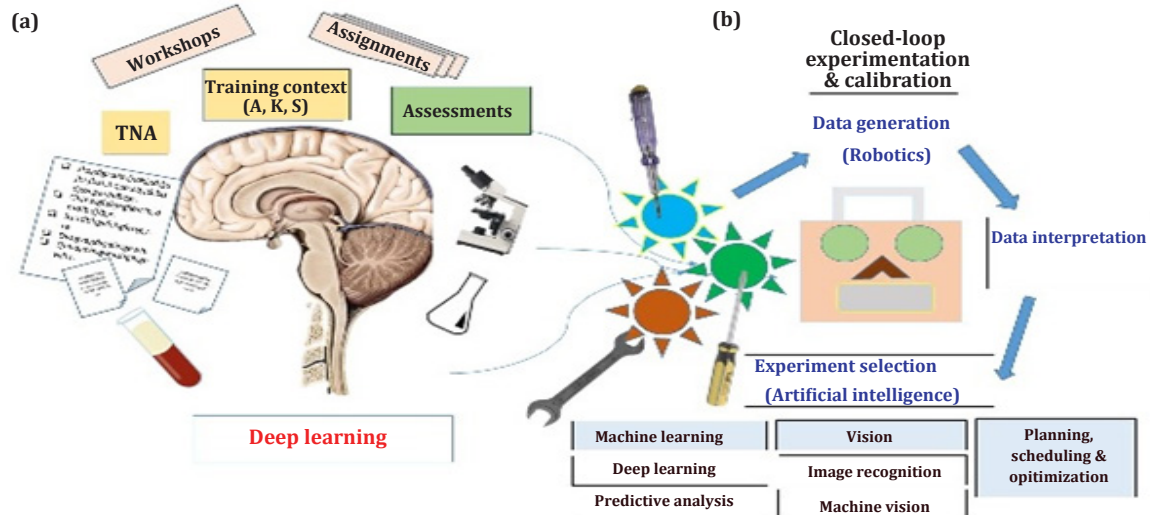 (a)
Workshops
Assignments
Training context
(A, K, S)
TNA
Assessments
Deep learning
(b)
Closed-loop
experimentation
& calibration
Data generation
(Robotics)
Data interpretation
Experiment selection
(Artificial intelligence)
Machine learning
Deep learning
Predictive analysis
Vision
Image recognition
Machine vision
Planning,
scheduling &
opitimization